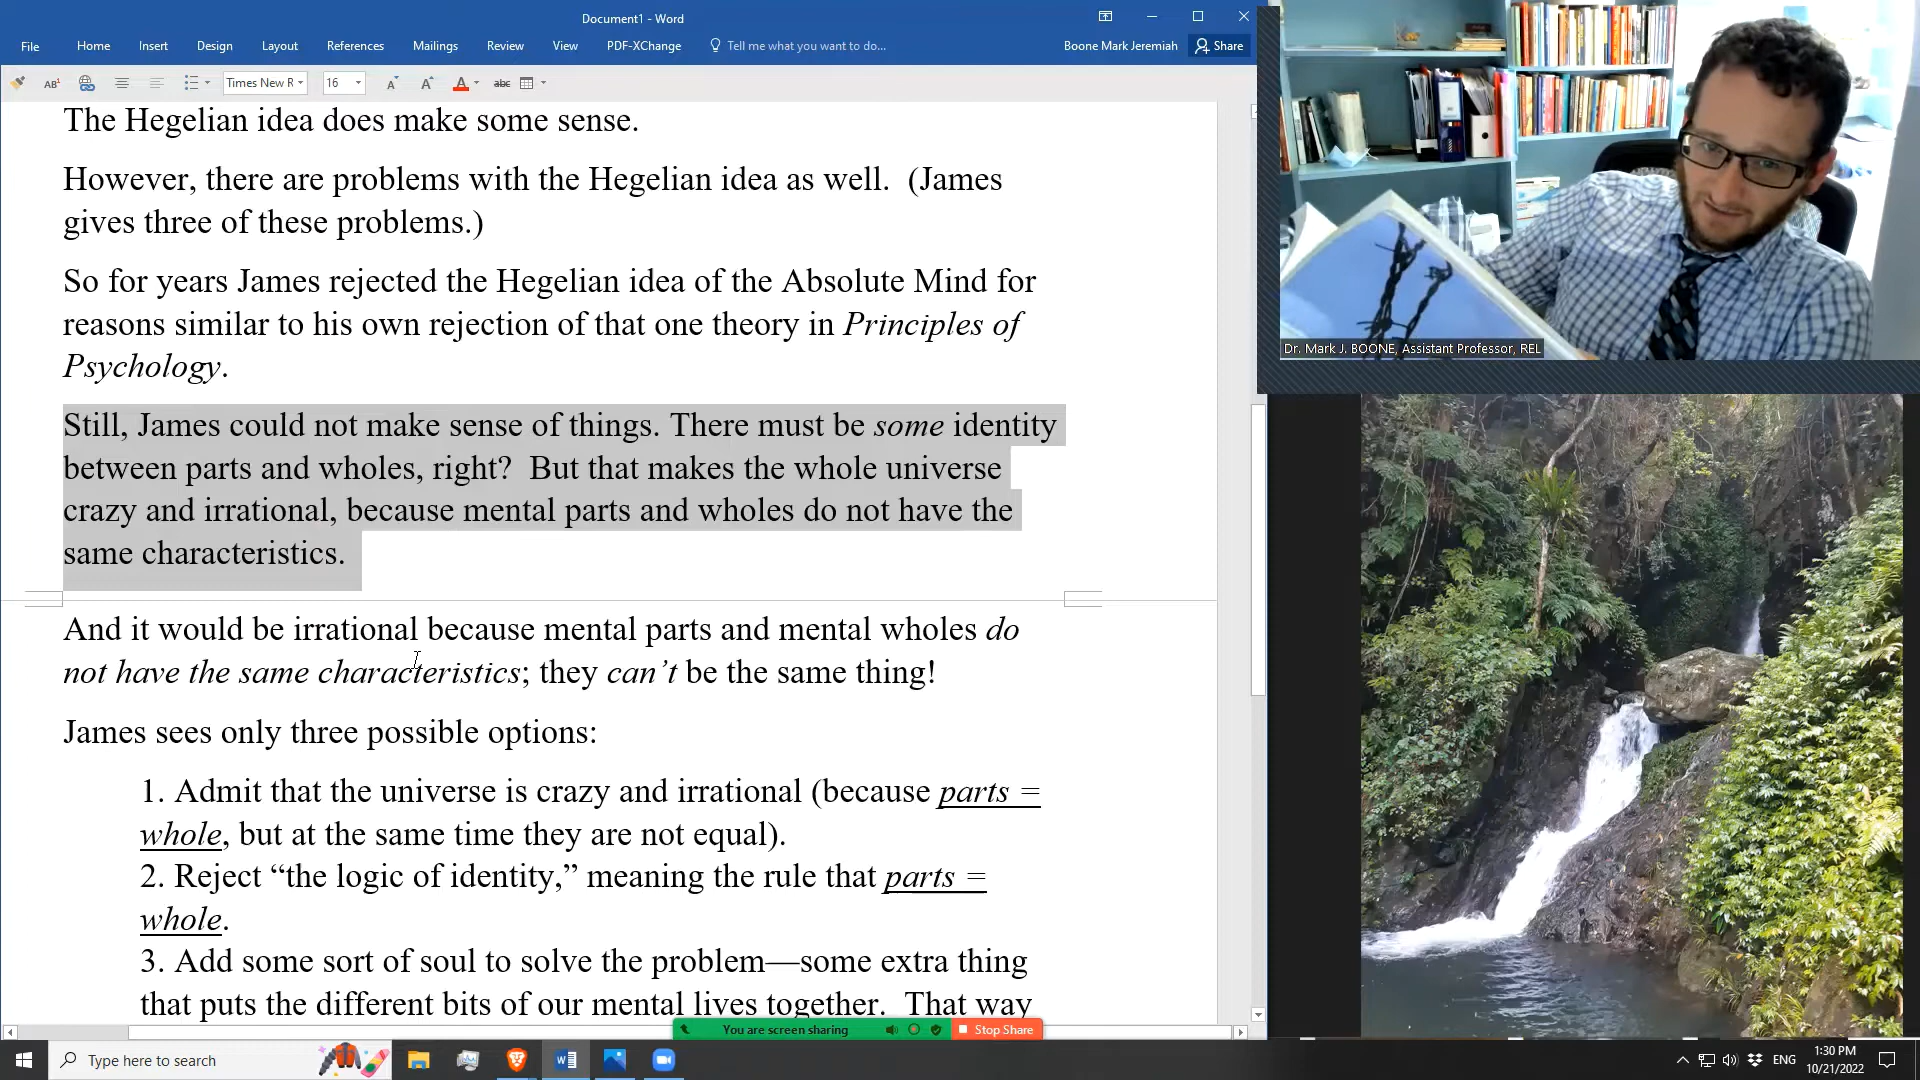 Document1 - Word
File Home Insert Design Layout References Mailings Review View PDF-XChange Tell me what you want to do... Boone Mark Jeremiah Share
Times New R 16 abc
The Hegelian idea does make some sense.
However, there are problems with the Hegelian idea as well.  (James
gives three of these problems.)
So for years James rejected the Hegelian idea of the Absolute Mind for
reasons similar to his own rejection of that one theory in Principles of
Psychology.
Still, James could not make sense of things. There must be some identity
between parts and wholes, right?  But that makes the whole universe
crazy and irrational, because mental parts and wholes do not have the
same characteristics.
And it would be irrational because mental parts and mental wholes do
not have the same characteristics; they can’t be the same thing!
James sees only three possible options:
1. Admit that the universe is crazy and irrational (because parts =
whole, but at the same time they are not equal).
2. Reject “the logic of identity,” meaning the rule that parts =
whole.
3. Add some sort of soul to solve the problem—some extra thing
that puts the different bits of our mental lives together.  That way
You are screen sharing Stop Share
Dr. Mark J. BOONE, Assistant Professor, REL
Type here to search
ENG
1:30 PM
10/21/2022